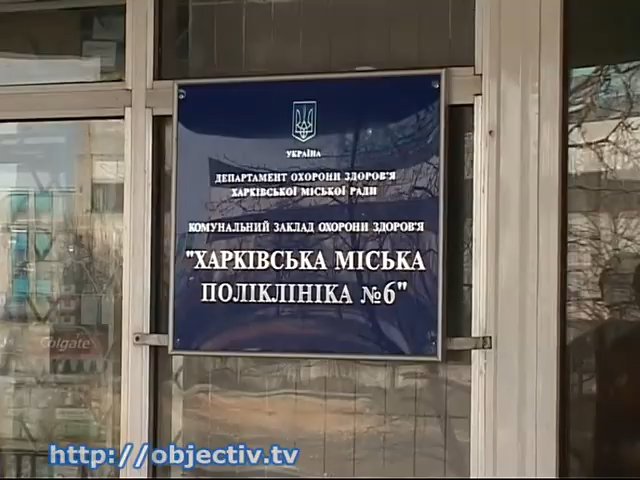 УКРАЇНА
ДЕПАРТАМЕНТ ОХОРОНИ ЗДОРОВ'Я
ХАРКІВСЬКОЇ МІСЬКОЇ РАДИ
КОМУНАЛЬНИЙ ЗАКЛАД ОХОРОНИ ЗДОРОВ'Я
"ХАРКІВСЬКА МІСЬКА
ПОЛІКЛІНІКА №6"
Colgate
http://objectiv.tv